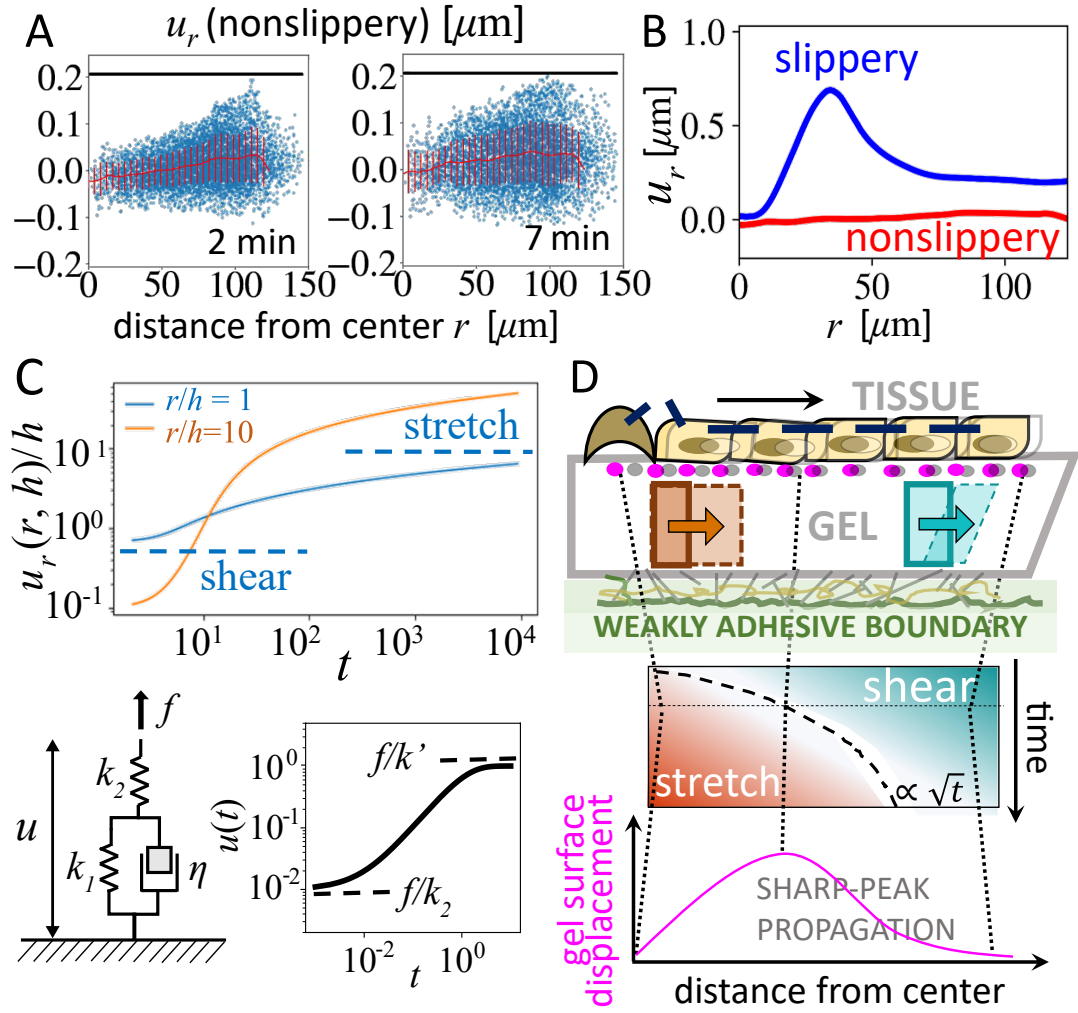 A
u_r (nonslippery) [μm]
0.2
0.1
0.0
−0.1
−0.2
2 min
0 50 100 150
0.2
0.1
0.0
−0.1
−0.2
7 min
0 50 100 150
distance from center r [μm]
B
u_r [μm]
1.0
0.5
0.0
slippery
nonslippery
0 50 100
r [μm]
C
u_r(r, h)/h
10^1
10^0
10^-1
r/h = 1
r/h=10
stretch
shear
10^1 10^2 10^3 10^4
t
f
k_2
u
k_1
η
u(t)
10^0
10^-1
10^-2
f/k’
f/k_2
10^-2 10^0
t
D
TISSUE
GEL
WEAKLY ADHESIVE BOUNDARY
shear
stretch
∝ √t
time
gel surface
displacement
SHARP-PEAK
PROPAGATION
distance from center